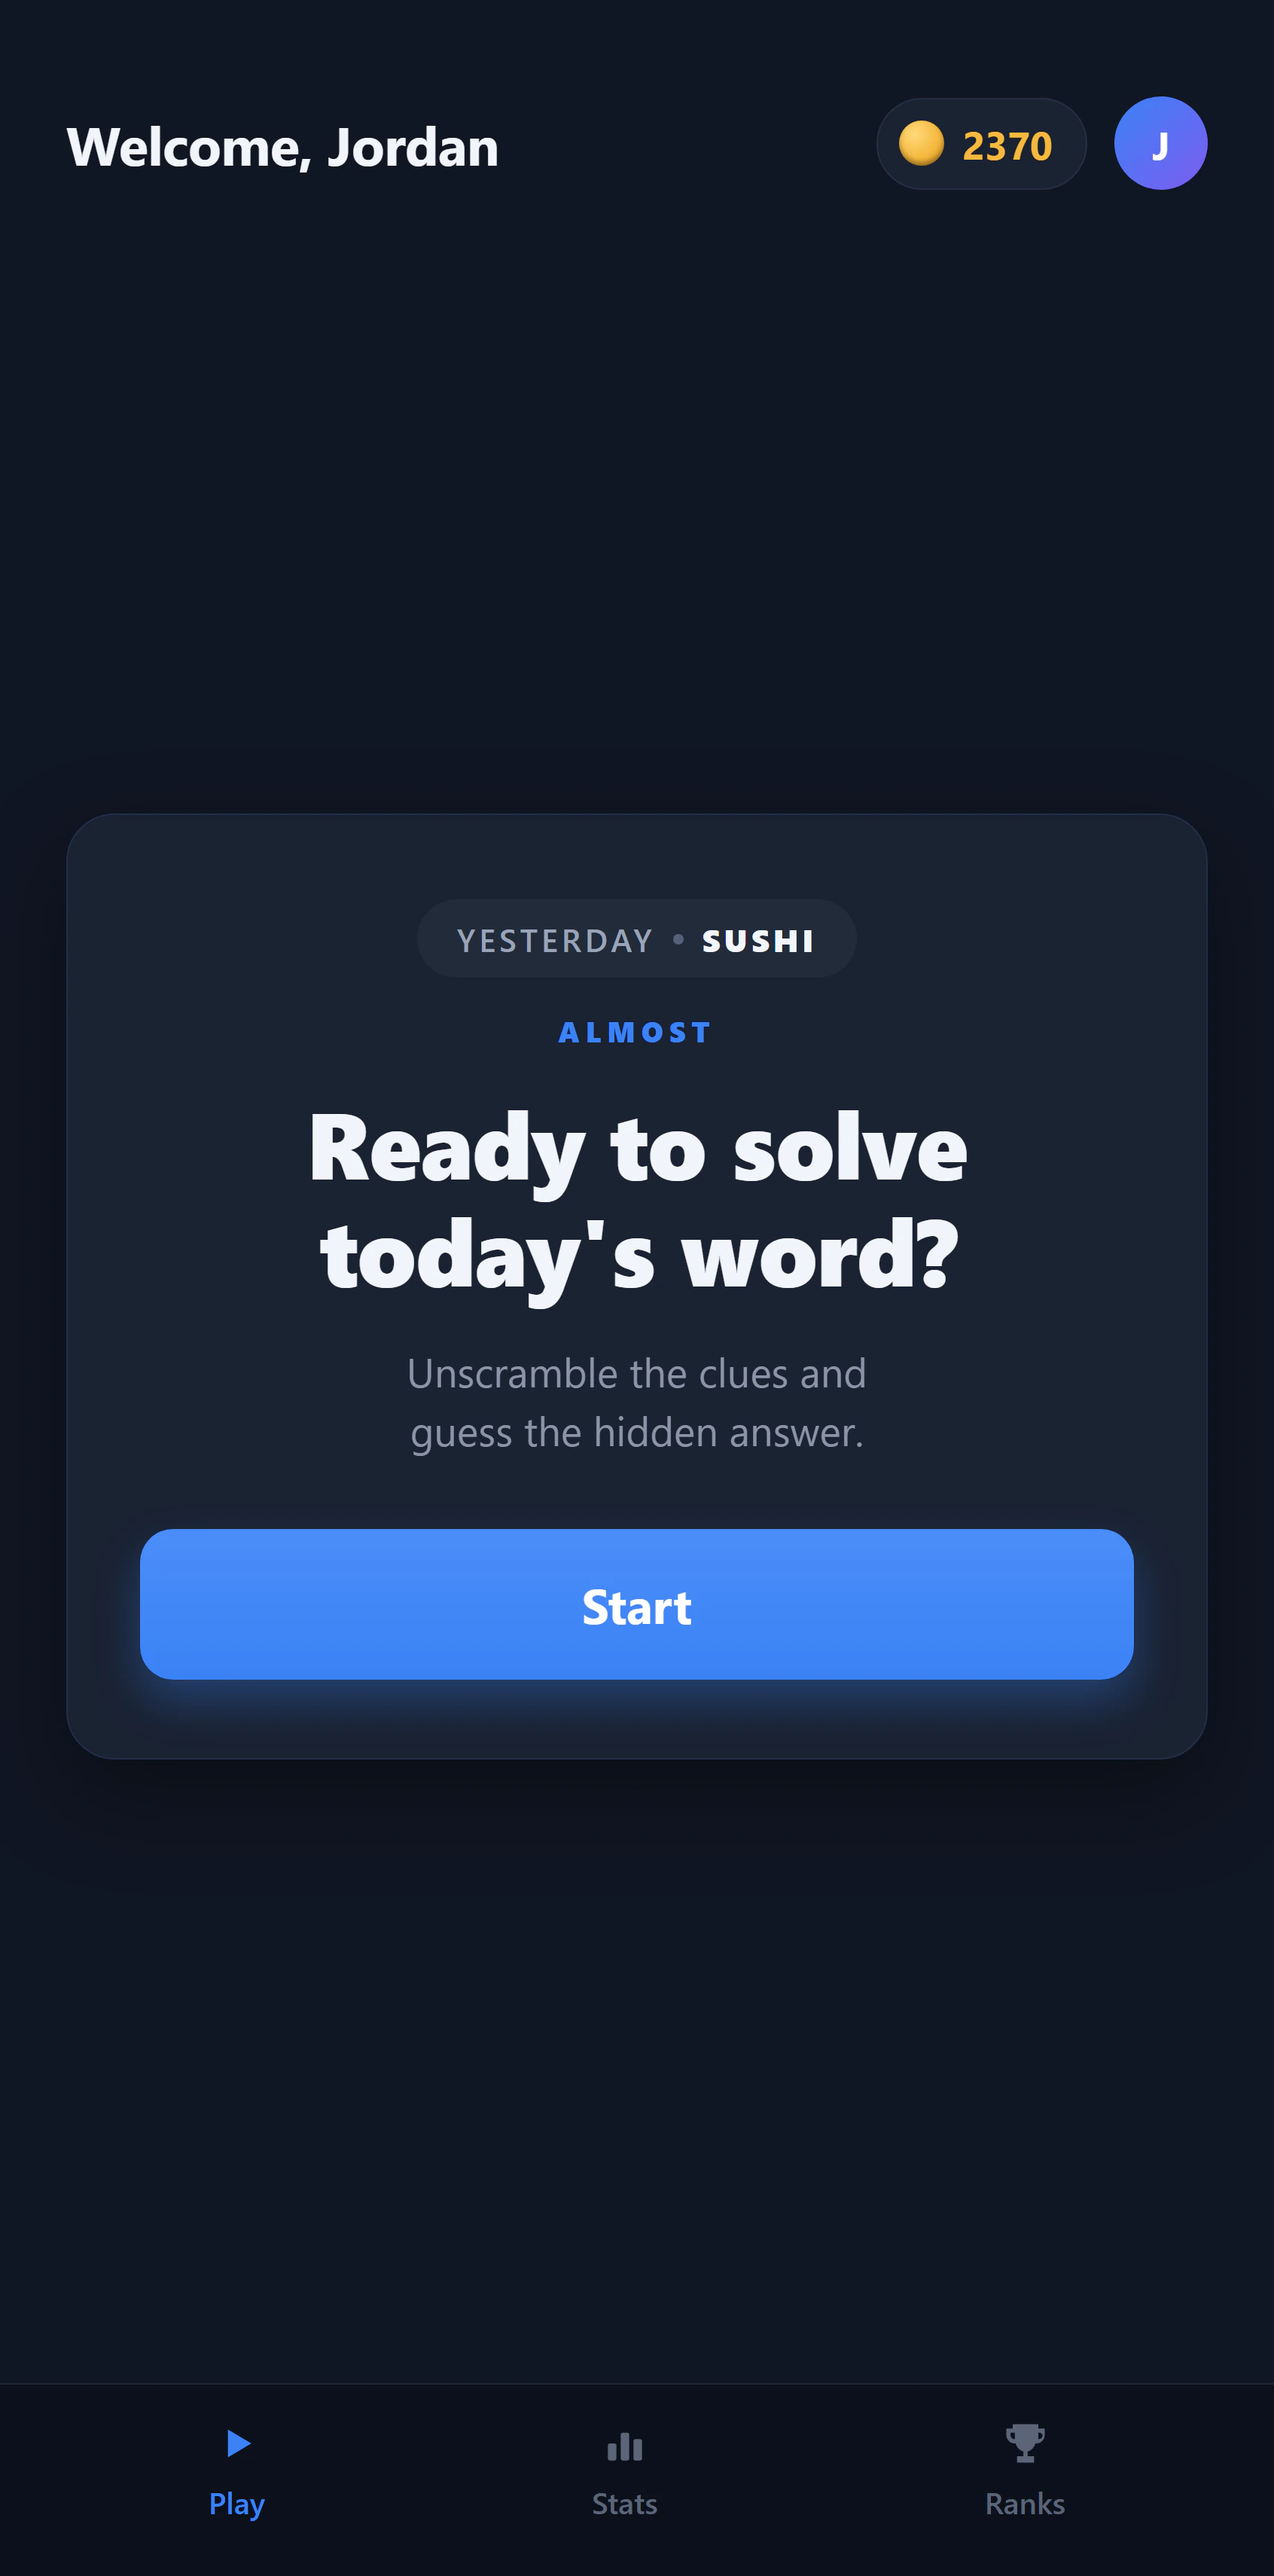 Welcome, Jordan
2370
J
YESTERDAY • SUSHI
ALMOST
Ready to solve
today's word?
Unscramble the clues and
guess the hidden answer.
Start
Play
Stats
Ranks